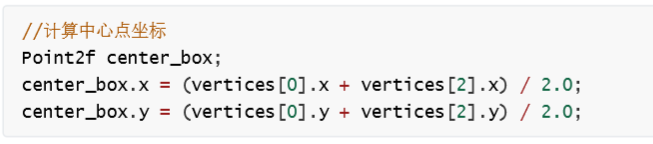 //计算中心点坐标
Point2f center_box;
center_box.x = (vertices[0].x + vertices[2].x) / 2.0;
center_box.y = (vertices[0].y + vertices[2].y) / 2.0;